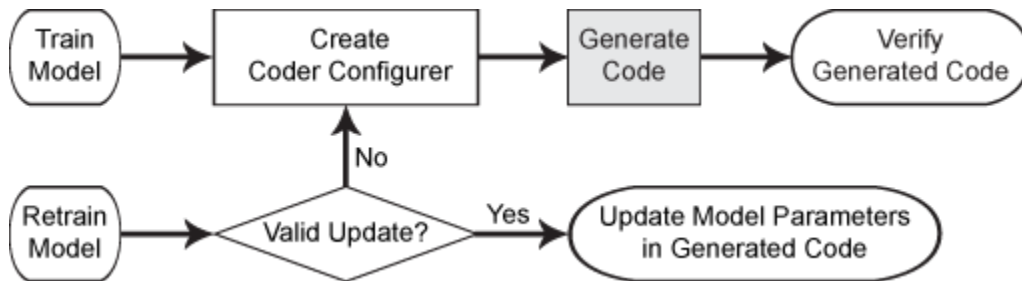 Train
Model
Create
Coder Configurer
Generate
Code
Verify
Generated Code
No
Retrain
Model
Valid Update?
Yes
Update Model Parameters
in Generated Code